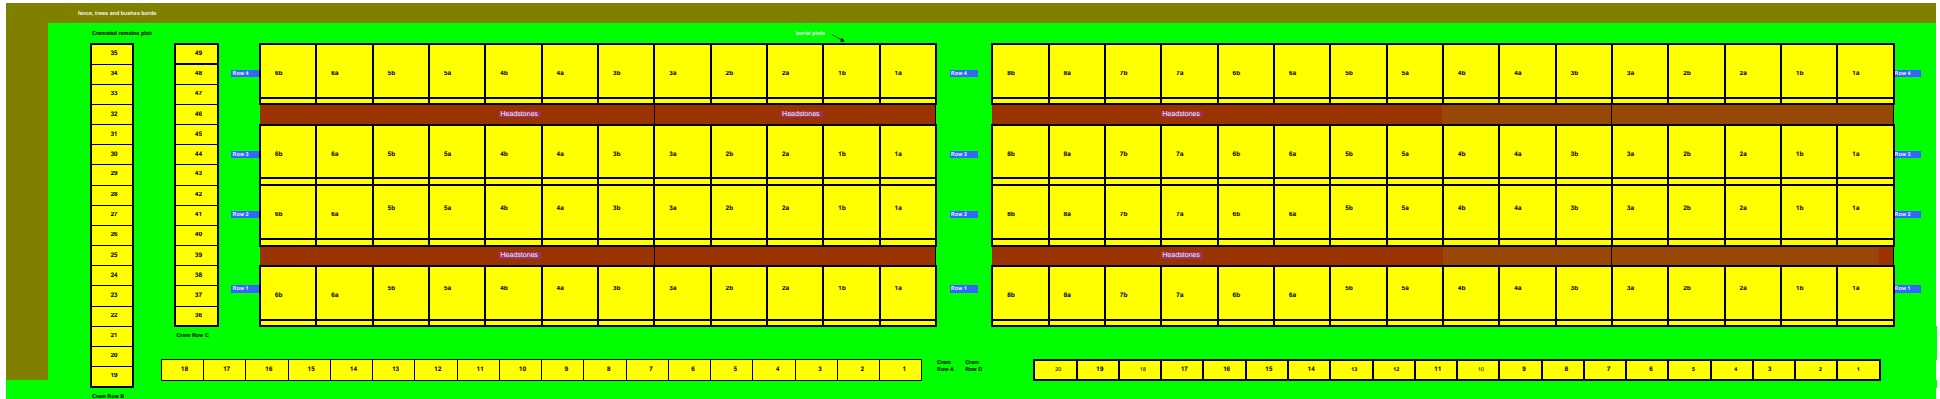 fence, trees and bushes borde
Cremated remains plots
burial plots
35 49
34 48 Row 4 6b 6a 5b 5a 4b 4a 3b 3a 2b 2a 1b 1a Row 4 8b 8a 7b 7a 6b 6a 5b 5a 4b 4a 3b 3a 2b 2a 1b 1a Row 4
33 47
32 46 Headstones Headstones Headstones
31 45
30 44 Row 3 6b 6a 5b 5a 4b 4a 3b 3a 2b 2a 1b 1a Row 3 8b 8a 7b 7a 6b 6a 5b 5a 4b 4a 3b 3a 2b 2a 1b 1a Row 3
29 43
28 42
27 41 Row 2 6b 6a 5b 5a 4b 4a 3b 3a 2b 2a 1b 1a Row 2 8b 8a 7b 7a 6b 6a 5b 5a 4b 4a 3b 3a 2b 2a 1b 1a Row 2
26 40
25 39 Headstones Headstones
24 38
23 37 Row 1 6b 6a 5b 5a 4b 4a 3b 3a 2b 2a 1b 1a Row 1 8b 8a 7b 7a 6b 6a 5b 5a 4b 4a 3b 3a 2b 2a 1b 1a Row 1
22 36
21 Crem Row C
20
19 18 17 16 15 14 13 12 11 10 9 8 7 6 5 4 3 2 1 Crem Row A Crem Row D 20 19 18 17 16 15 14 13 12 11 10 9 8 7 6 5 4 3 2 1
Crem Row B